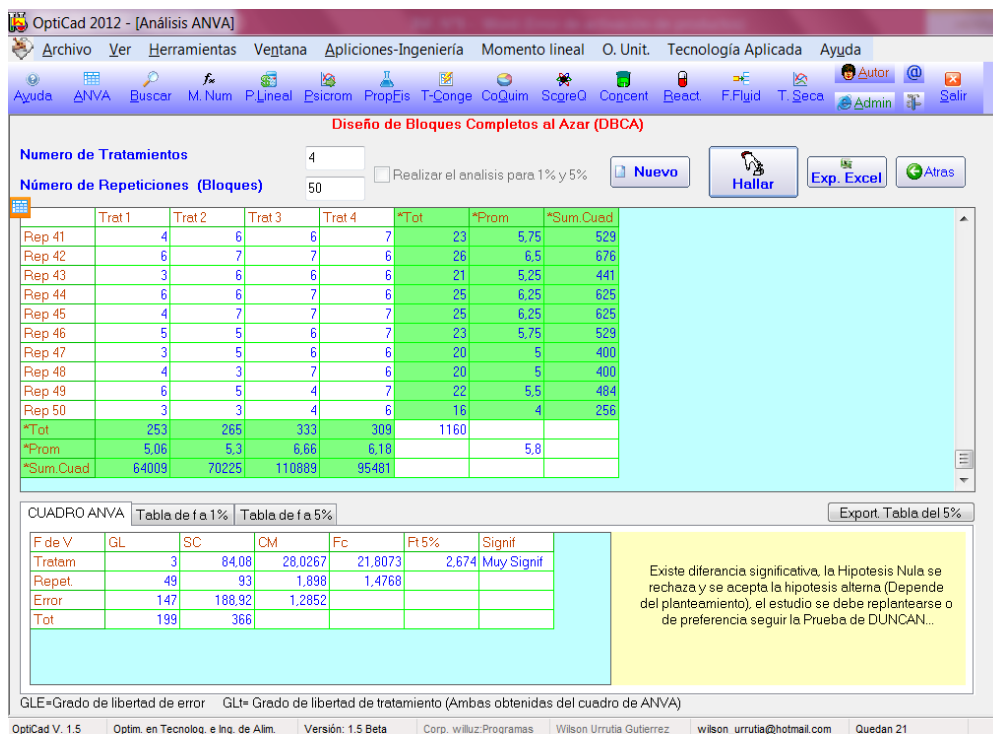 OptiCad 2012 - [Análisis ANVA]
Archivo Ver Herramientas Ventana Apliciones-Ingeniería Momento lineal O. Unit. Tecnología Aplicada Ayuda
Ayuda ANVA Buscar M. Num P.Lineal Psicrom PropFis T-Conge CoQuim ScoreQ Concent React. F.Fluid T. Seca Autor @ Admin Salir
Diseño de Bloques Completos al Azar (DBCA)
Numero de Tratamientos 4
Número de Repeticiones (Bloques) 50
Realizar el analisis para 1% y 5%
Nuevo
Hallar
Exp. Excel
Atras
Trat 1 Trat 2 Trat 3 Trat 4 *Tot *Prom *Sum.Cuad
Rep 41 4 6 6 7 23 5,75 529
Rep 42 6 7 7 6 26 6,5 676
Rep 43 3 6 6 6 21 5,25 441
Rep 44 6 6 7 6 25 6,25 625
Rep 45 4 7 7 7 25 6,25 625
Rep 46 5 5 6 7 23 5,75 529
Rep 47 3 5 6 6 20 5 400
Rep 48 4 3 7 6 20 5 400
Rep 49 6 5 4 7 22 5,5 484
Rep 50 3 3 4 6 16 4 256
*Tot 253 265 333 309 1160
*Prom 5,06 5,3 6,66 6,18 5,8
*Sum.Cuad 64009 70225 110889 95481
CUADRO ANVA Tabla de f a 1% Tabla de f a 5% Export. Tabla del 5%
F de V GL SC CM Fc Ft 5% Signif
Tratam 3 84,08 28,0267 21,8073 2,674 Muy Signif
Repet. 49 93 1,898 1,4768
Error 147 188,92 1,2852
Tot 199 366
Existe diferancia significativa, la Hipotesis Nula se
rechaza y se acepta la hipotesis alterna (Depende
del planteamiento), el estudio se debe replantearse o
de preferencia seguir la Prueba de DUNCAN...
GLE=Grado de libertad de error GLt= Grado de libertad de tratamiento (Ambas obtenidas del cuadro de ANVA)
OptiCad V. 1.5 Optim. en Tecnolog. e Ing. de Alim. Versión: 1.5 Beta Corp. willuz:Programas Wilson Urrutia Gutierrez wilson_urrutia@hotmail.com Quedan 21